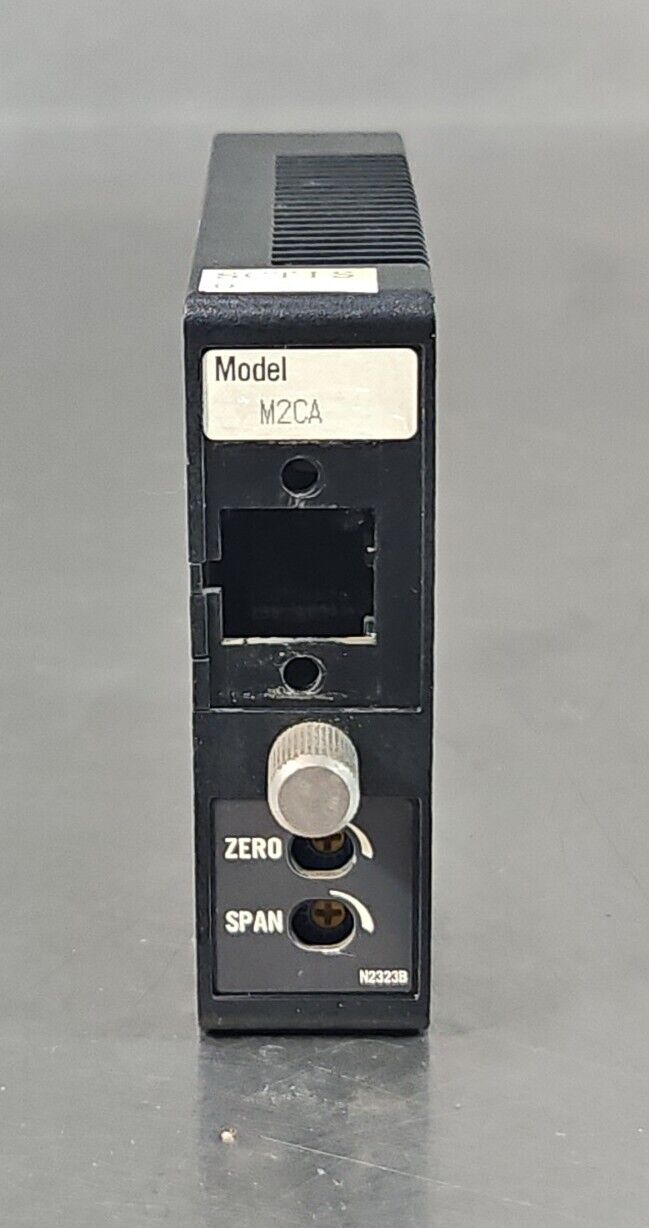 Model
M2CA
ZERO
SPAN
N2323B